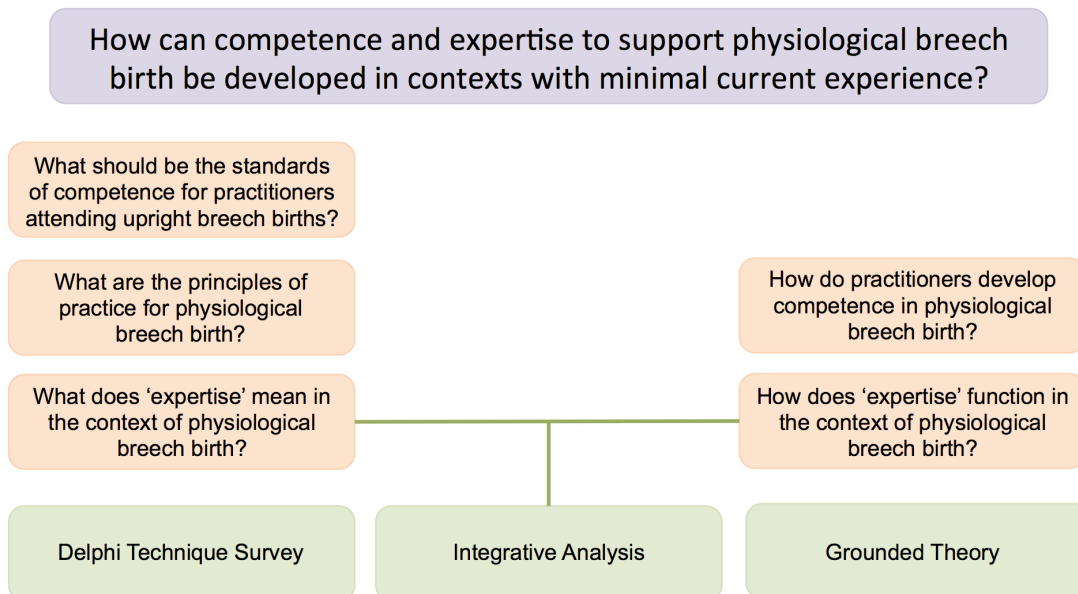 How can competence and expertise to support physiological breech
birth be developed in contexts with minimal current experience?
What should be the standards
of competence for practitioners
attending upright breech births?
What are the principles of
practice for physiological
breech birth?
What does ‘expertise’ mean in
the context of physiological
breech birth?
How do practitioners develop
competence in physiological
breech birth?
How does ‘expertise’ function in
the context of physiological
breech birth?
Delphi Technique Survey
Integrative Analysis
Grounded Theory